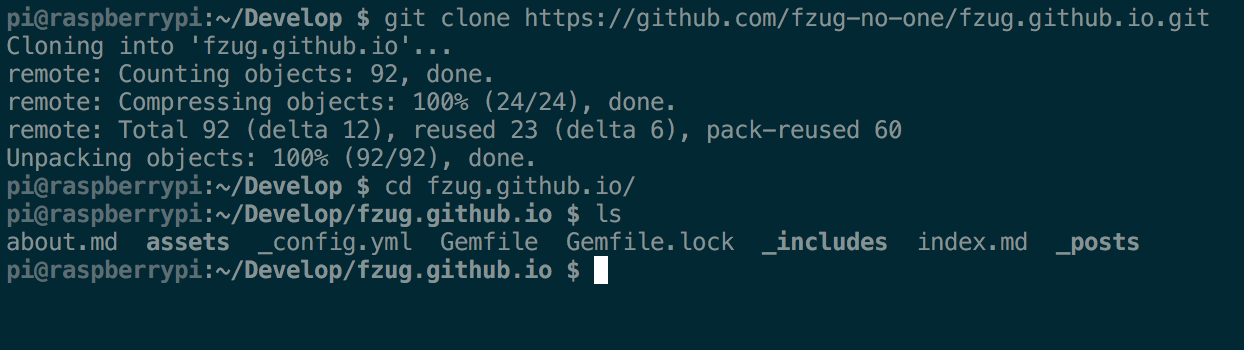 pi@raspberrypi:~/Develop $ git clone https://github.com/fzug-no-one/fzug.github.io.git
Cloning into 'fzug.github.io'...
remote: Counting objects: 92, done.
remote: Compressing objects: 100% (24/24), done.
remote: Total 92 (delta 12), reused 23 (delta 6), pack-reused 60
Unpacking objects: 100% (92/92), done.
pi@raspberrypi:~/Develop $ cd fzug.github.io/
pi@raspberrypi:~/Develop/fzug.github.io $ ls
about.md  assets  _config.yml  Gemfile  Gemfile.lock  _includes  index.md  _posts
pi@raspberrypi:~/Develop/fzug.github.io $